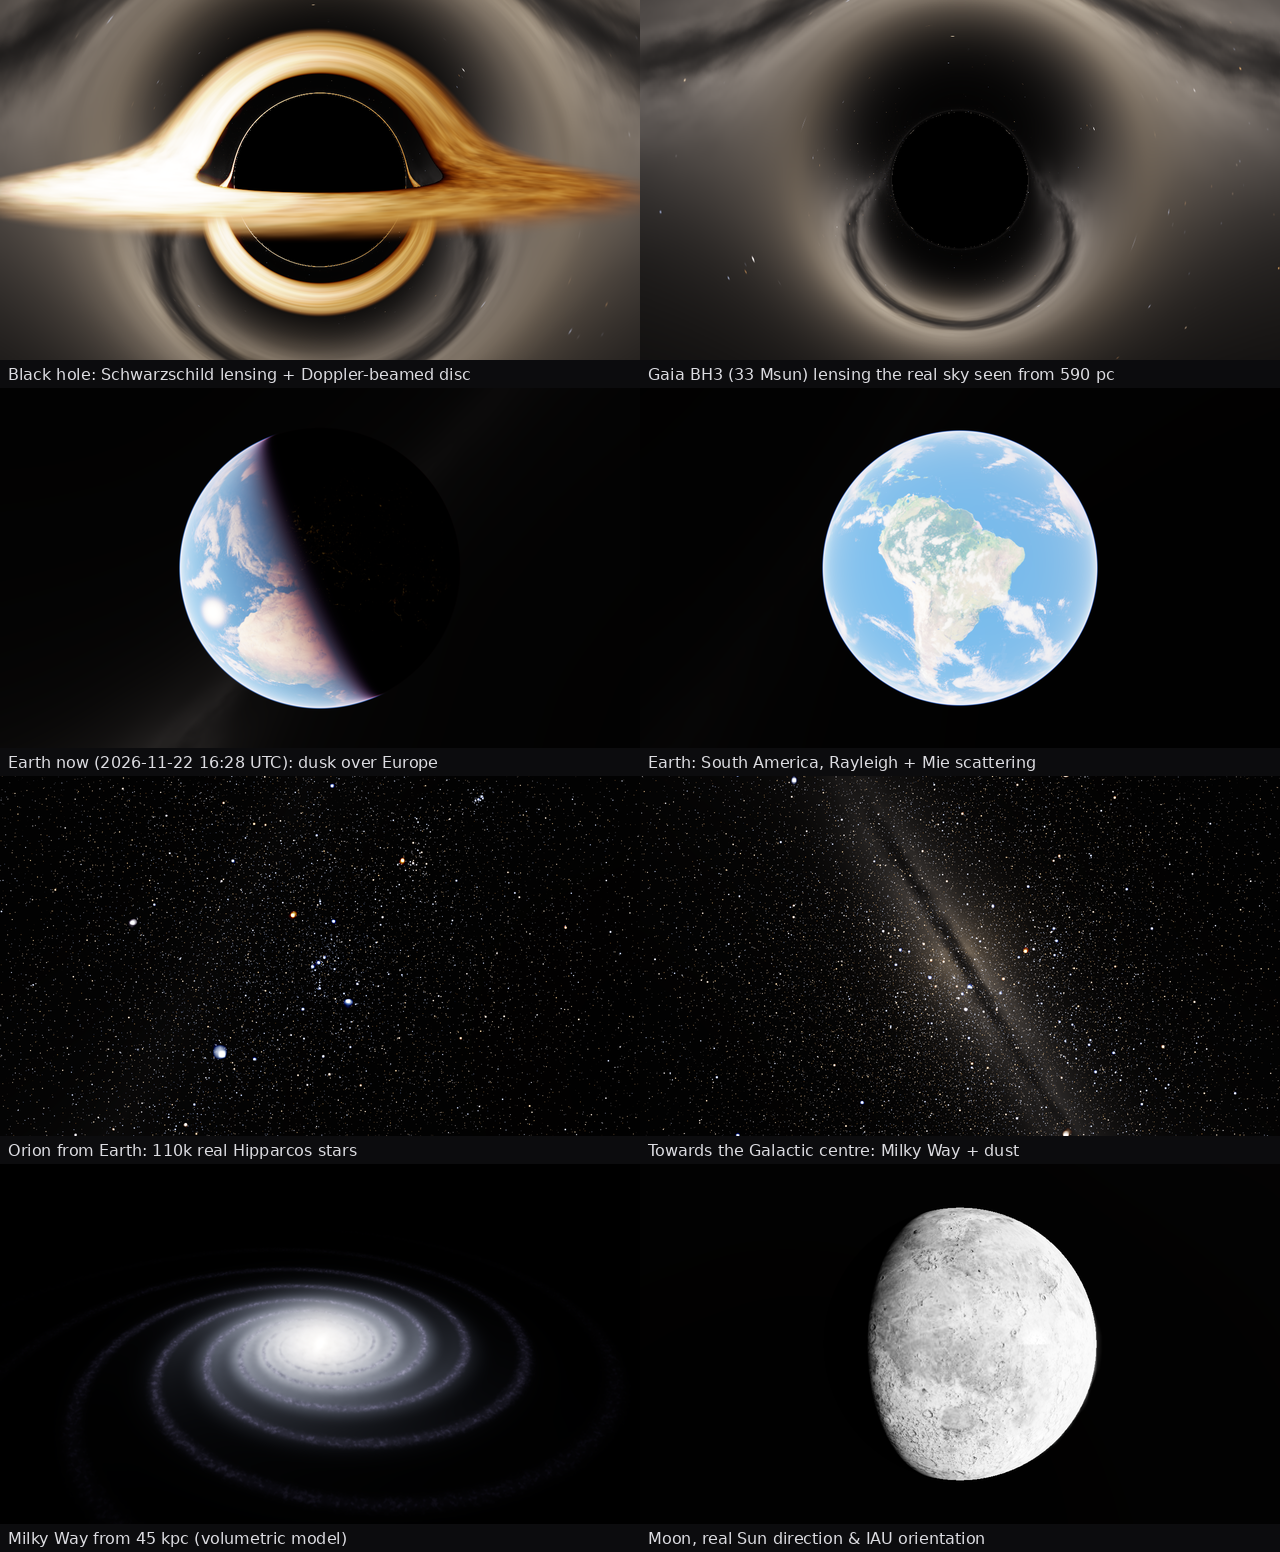 Black hole: Schwarzschild lensing + Doppler-beamed disc
Gaia BH3 (33 Msun) lensing the real sky seen from 590 pc
Earth now (2026-11-22 16:28 UTC): dusk over Europe
Earth: South America, Rayleigh + Mie scattering
Orion from Earth: 110k real Hipparcos stars
Towards the Galactic centre: Milky Way + dust
Milky Way from 45 kpc (volumetric model)
Moon, real Sun direction & IAU orientation